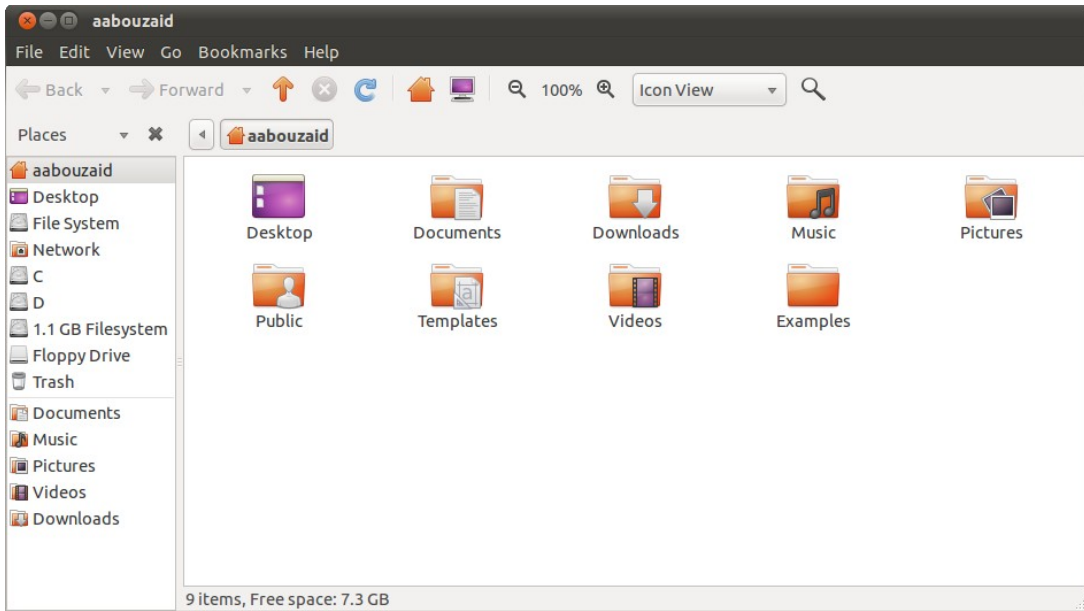 aabouzaid
File Edit View Go Bookmarks Help
Back Forward 100% Icon View
Places aabouzaid
aabouzaid
Desktop
File System
Network
C
D
1.1 GB Filesystem
Floppy Drive
Trash
Documents
Music
Pictures
Videos
Downloads
Desktop Documents Downloads Music Pictures
Public Templates Videos Examples
9 items, Free space: 7.3 GB